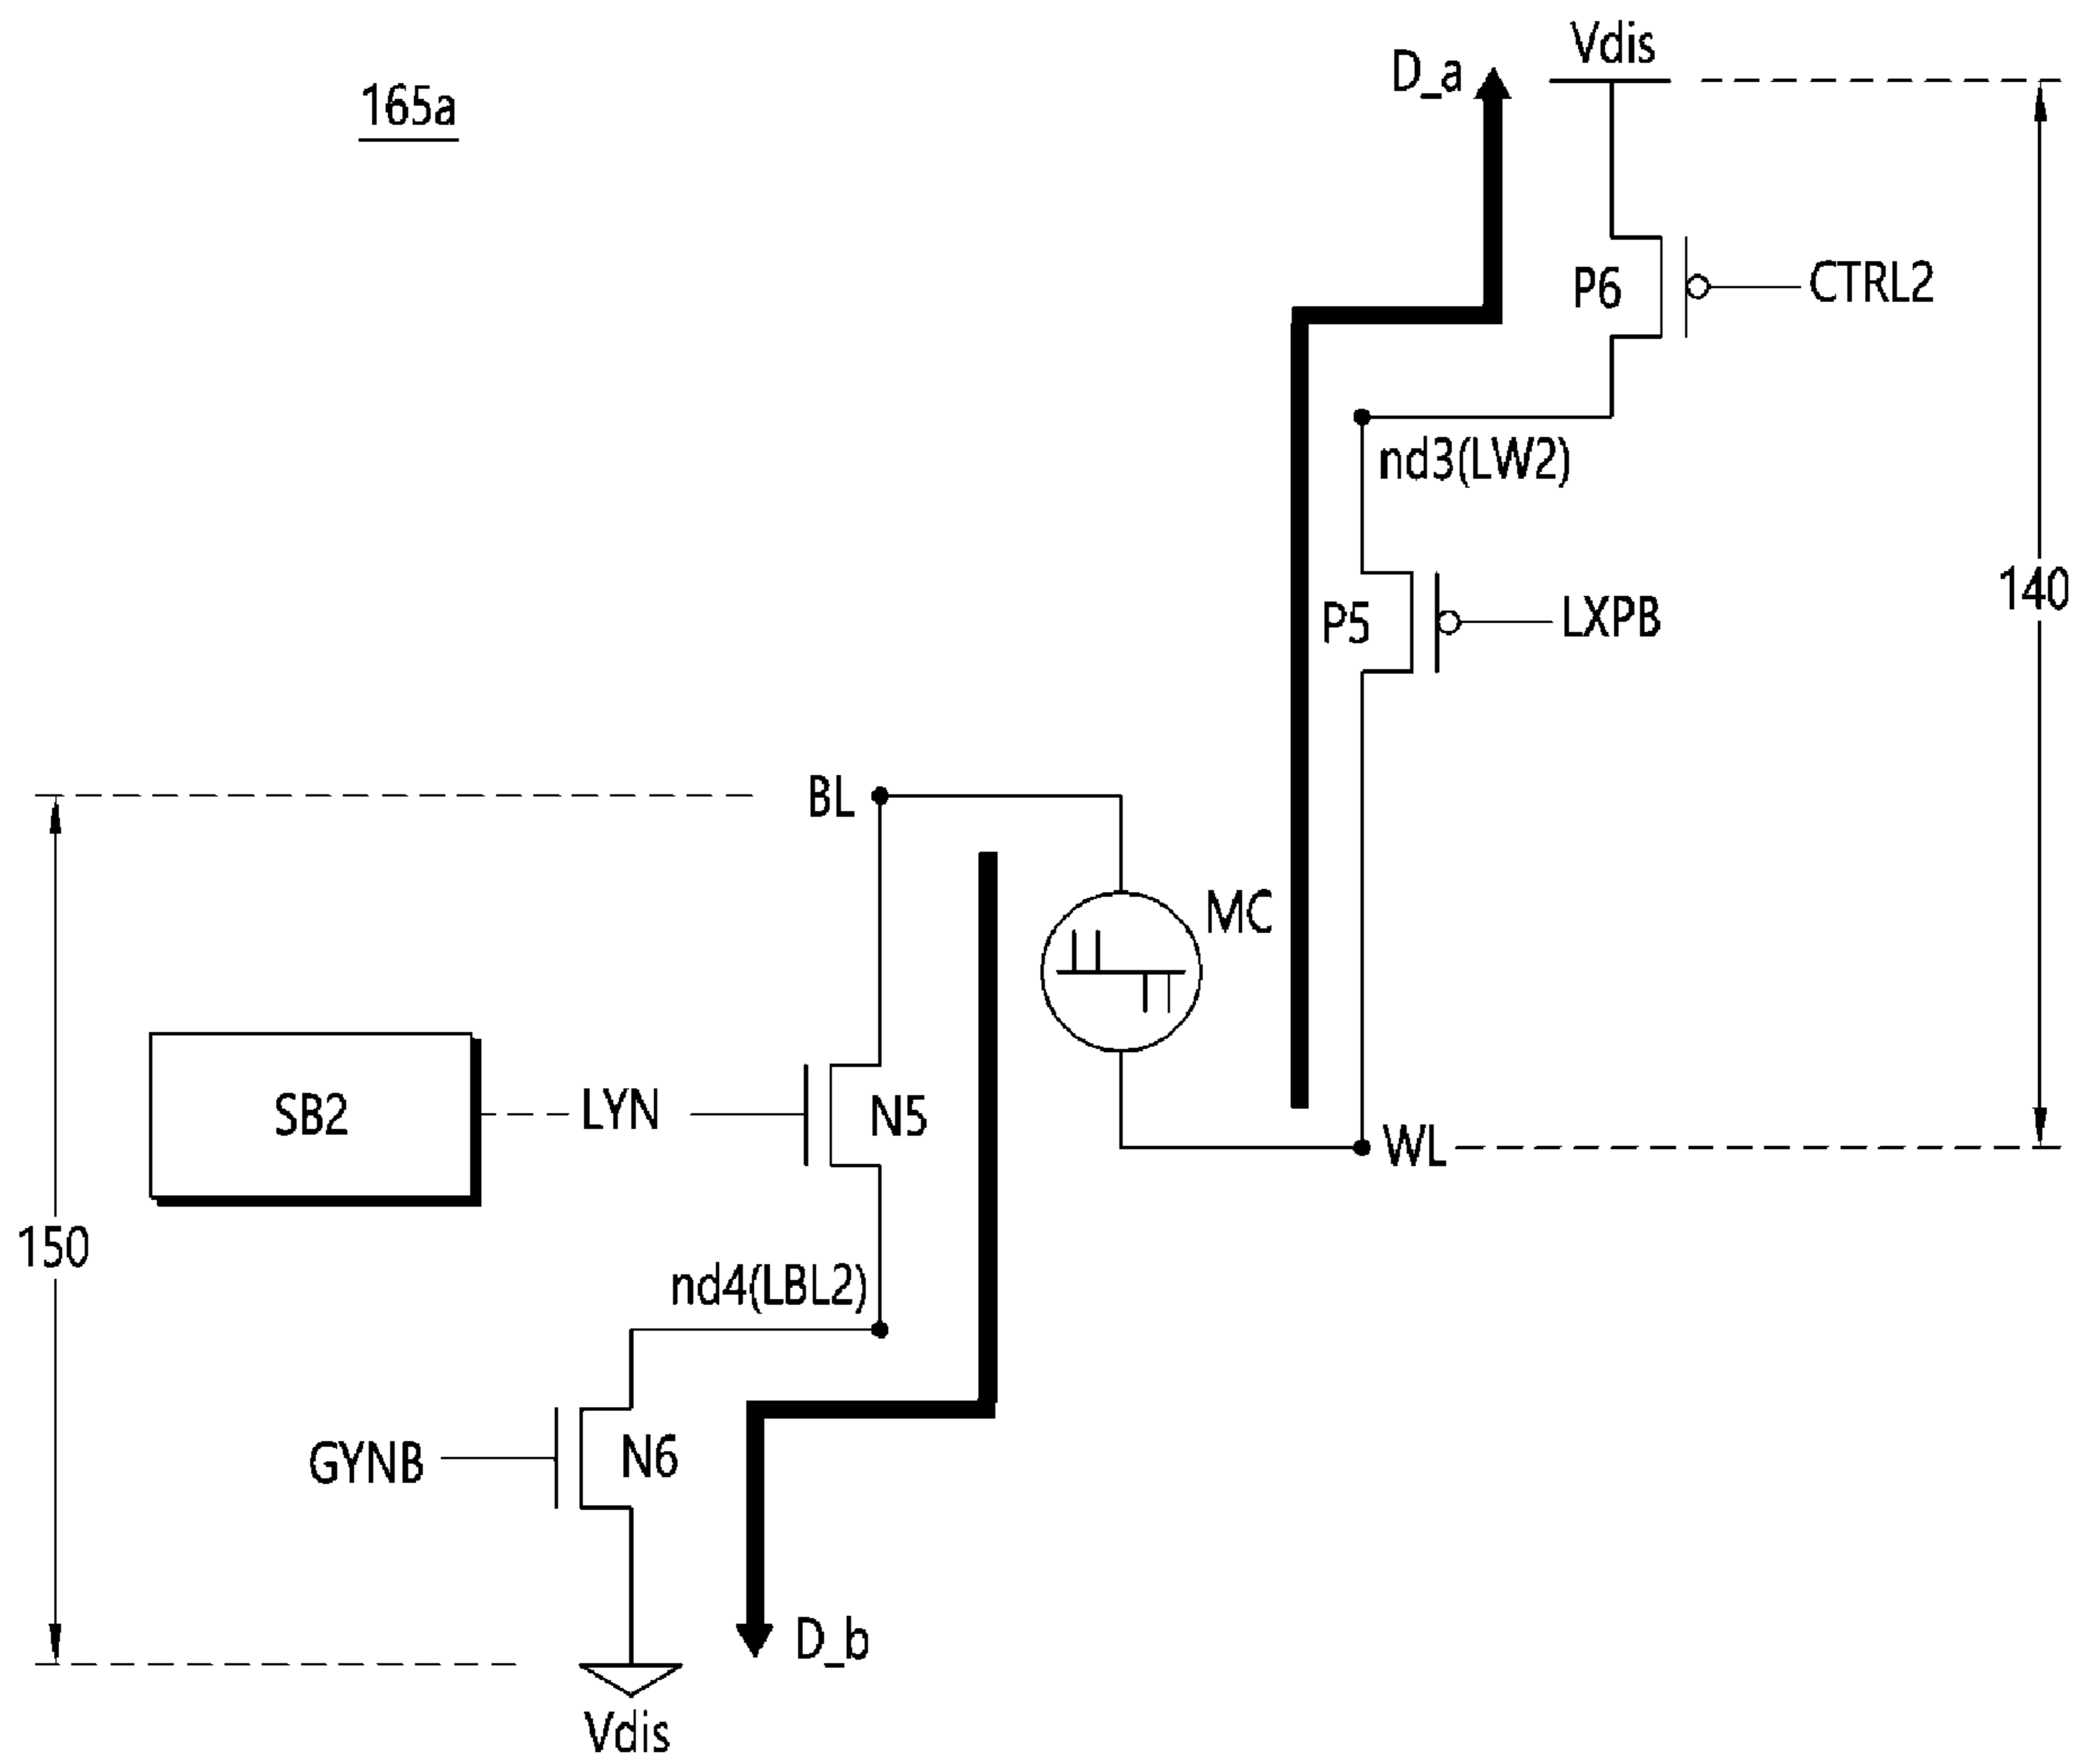 Vdis
D_a
165a
P6
CTRL2
nd3(LW2)
140
P5
LXPB
BL
MC
SB2
LYN
N5
WL
150
nd4(LBL2)
GYNB
N6
D_b
Vdis